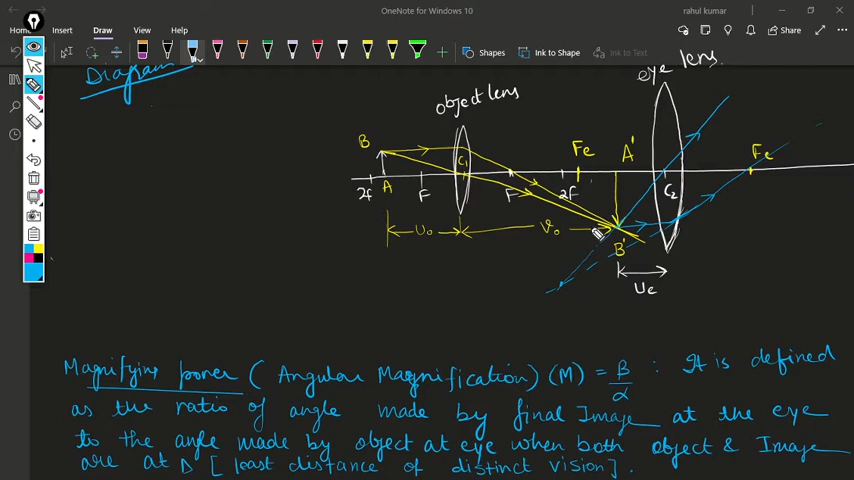 OneNote for Windows 10
rahul kumar
File
Insert
Draw
View
Help
Share
Shapes
Ink to Shape
Ink to Text
Diagram
object lens
eye lens
B
C₁
Fe
A'
Fe
2f
A
F
F
2F
C₂
u₀
v₀
B'
Ue
Magnifying power ( Angular Magnification) (M) = β/α : It is defined
as the ratio of angle made by final Image at the eye
to the angle made by object at eye when both object & Image
are at D [ least distance of distinct vision].